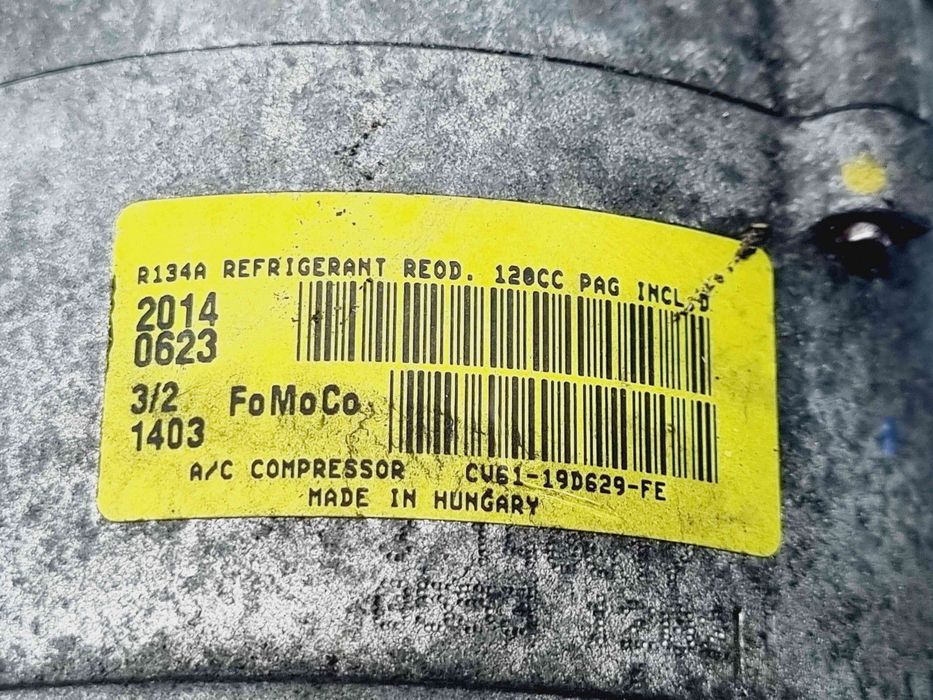 R134A REFRIGERANT REQD. 120CC PAG INCL.D
2014
0623
3/2 FoMoCo
1403
A/C COMPRESSOR CV61-19D629-FE
MADE IN HUNGARY